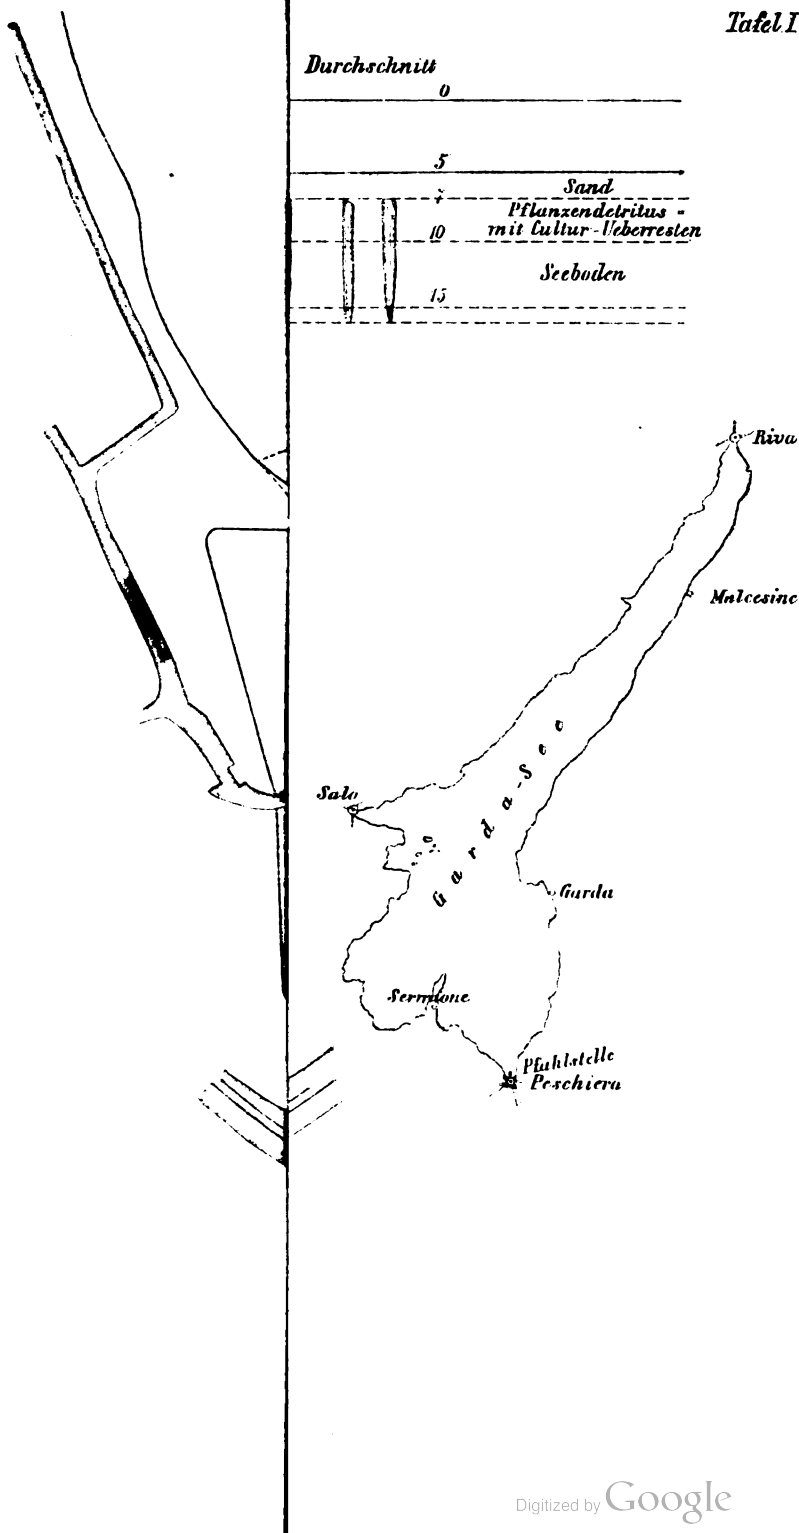 Tafel I
Durchschnitt
0
5
Sand
7
Pflanzendetritus -
mit Cultur-Ueberresten
10
Seeboden
15
Riva
Malcesine
Garda-See
Salo
Garda
Sermione
Pfahlstelle
Peschiera
Digitized by Google